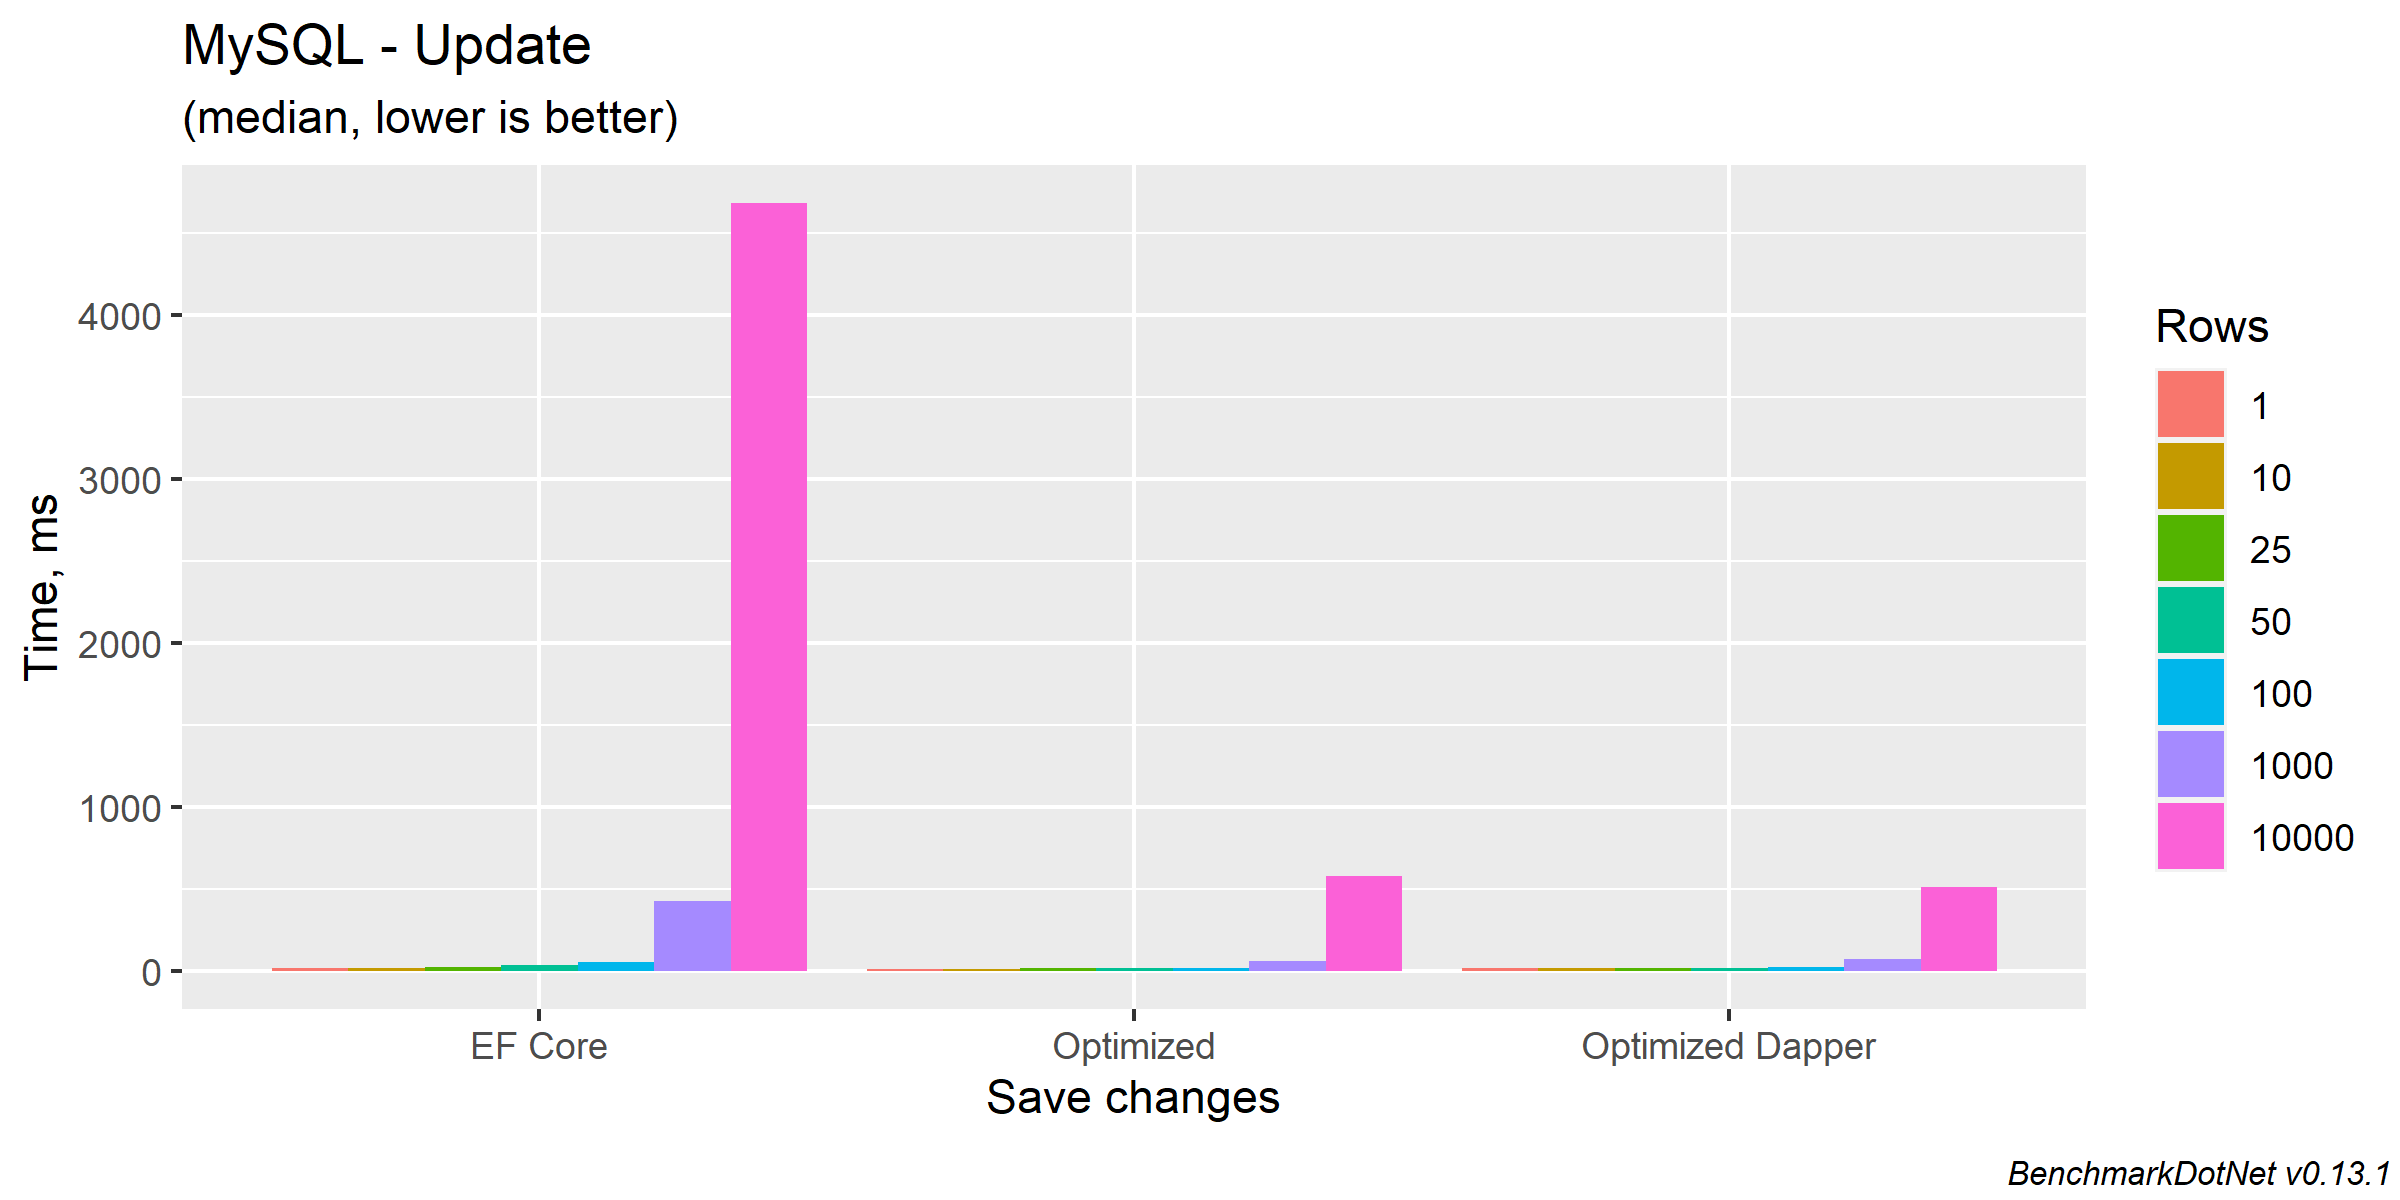 MySQL - Update
(median, lower is better)
Time, ms
4000
3000
2000
1000
0
EF Core
Optimized
Optimized Dapper
Save changes
Rows
1
10
25
50
100
1000
10000
BenchmarkDotNet v0.13.1